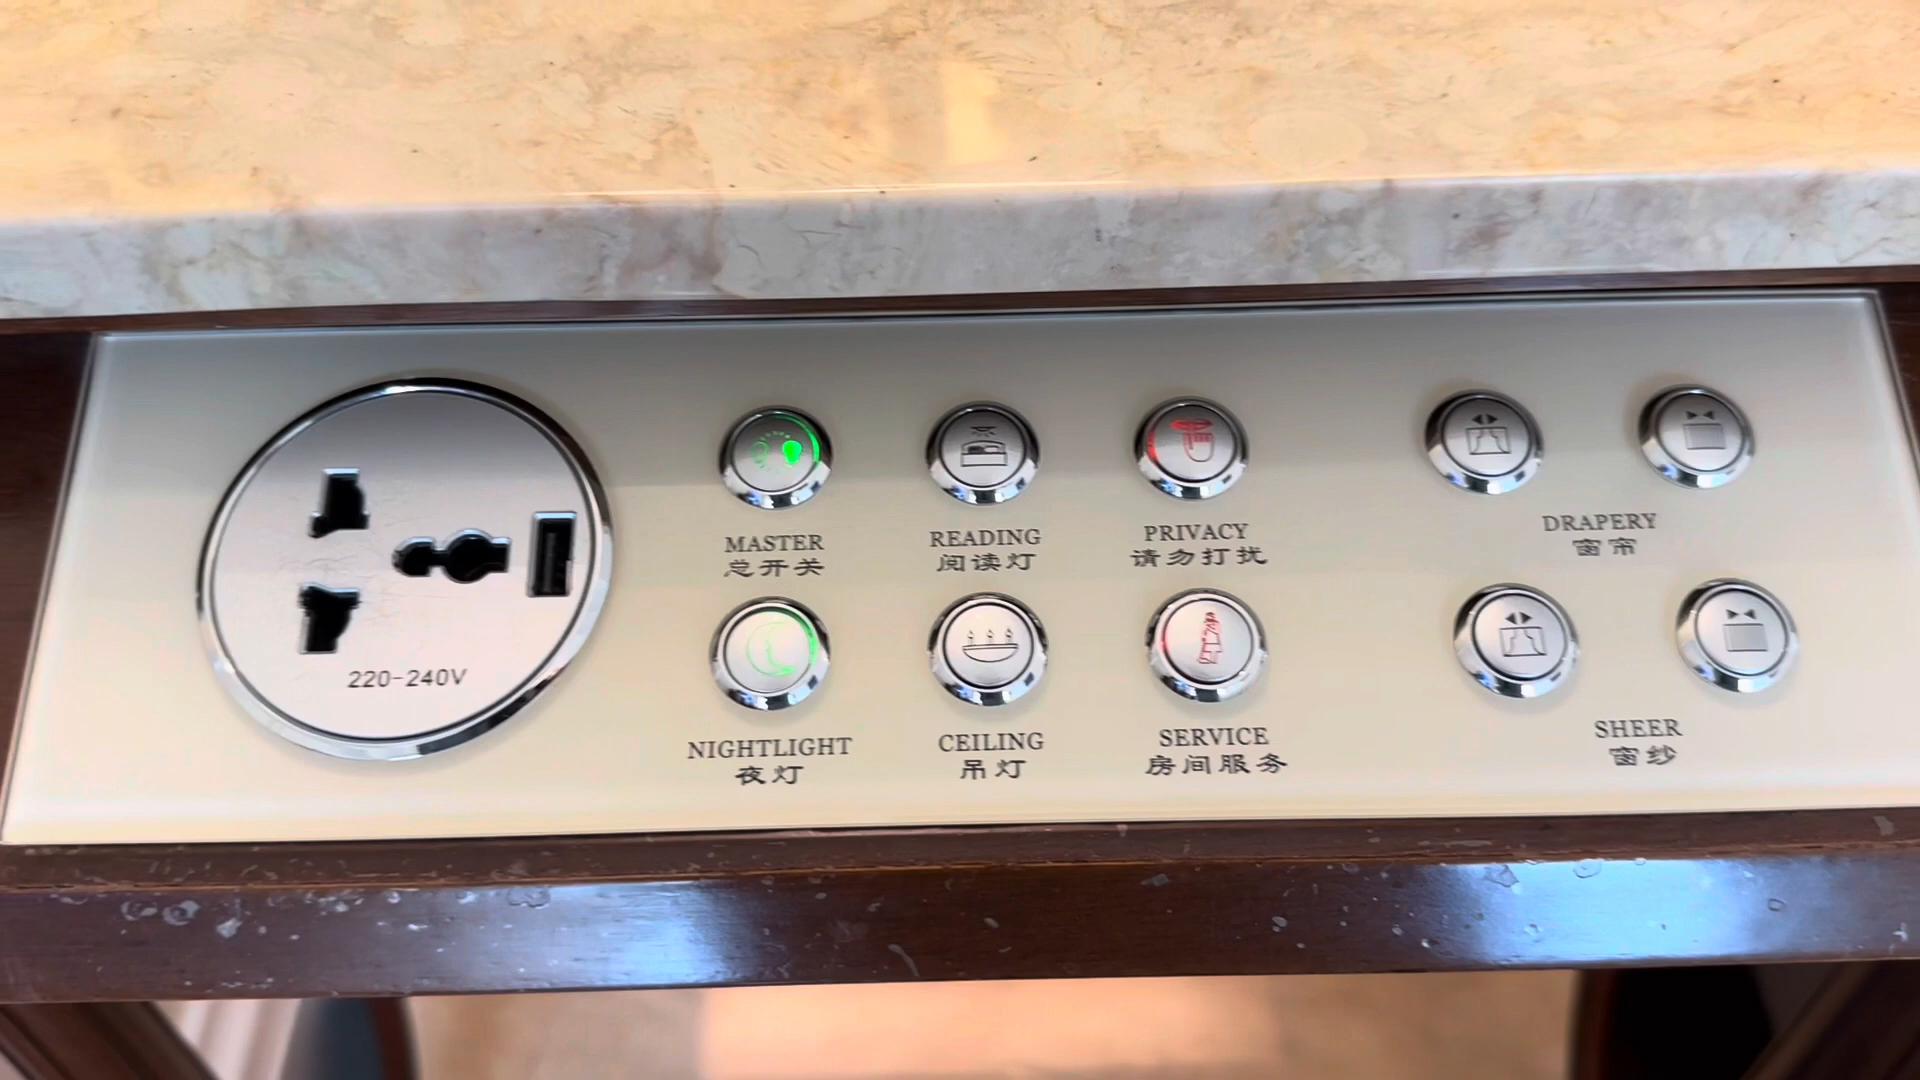 220-240V
MASTER
总开关
READING
阅读灯
PRIVACY
请勿打扰
DRAPERY
窗帘
NIGHTLIGHT
夜灯
CEILING
吊灯
SERVICE
房间服务
SHEER
窗纱